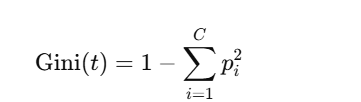 Gini(t) = 1 − ∑_{i=1}^{C} p_i^2